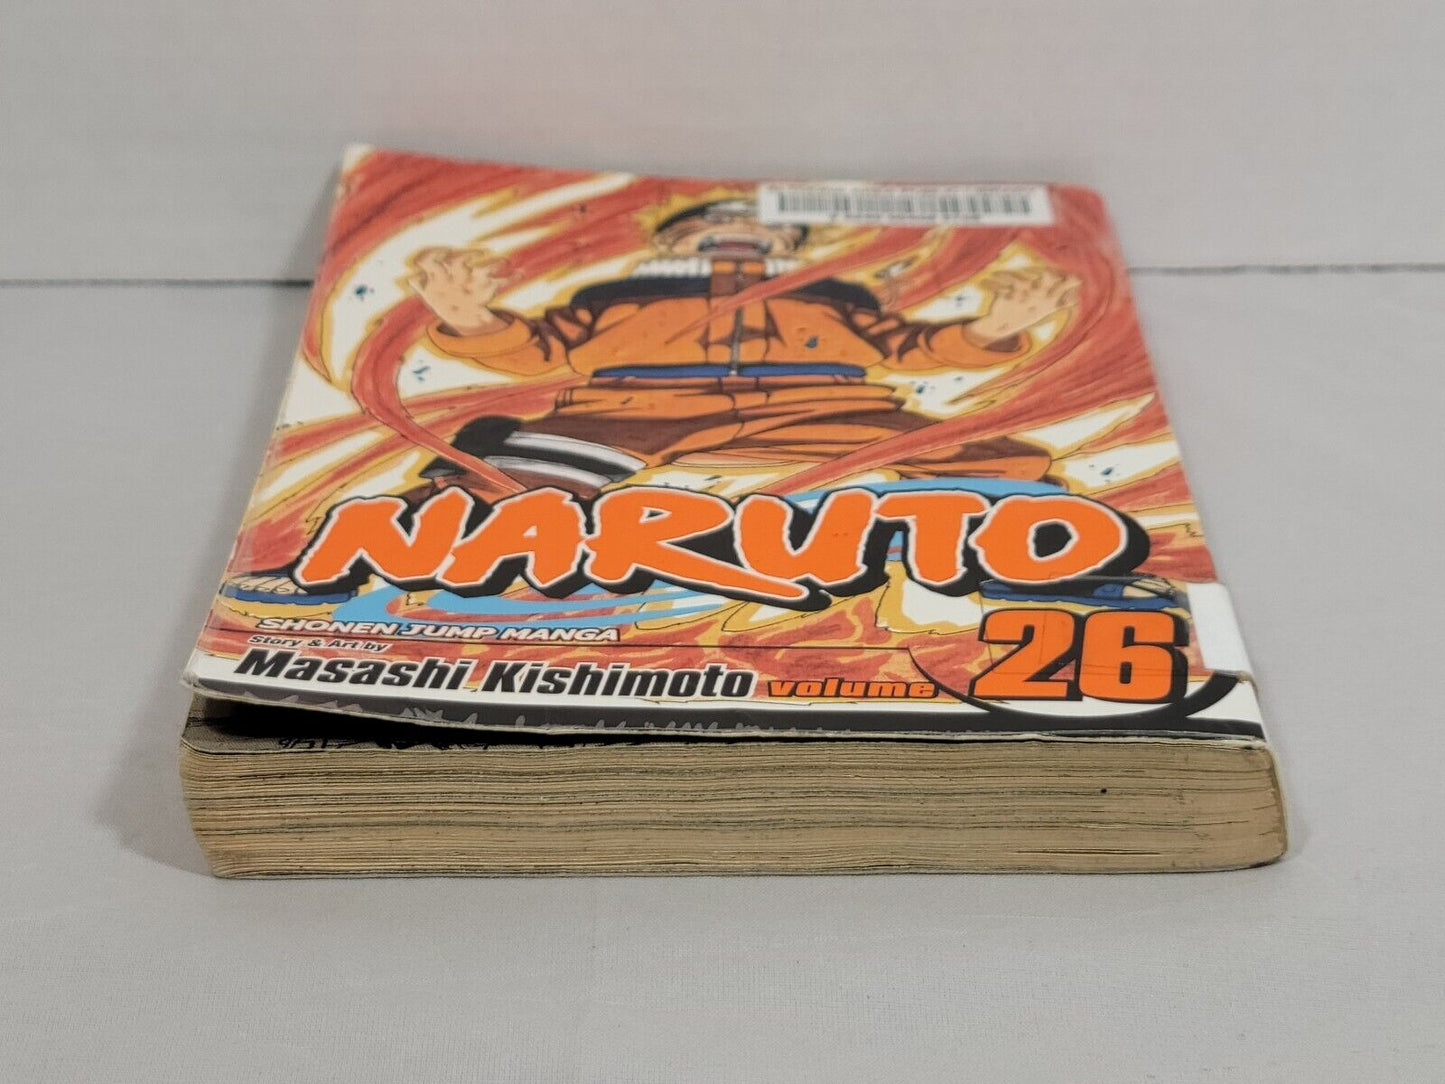 NARUTO
SHONEN JUMP MANGA
Story & Art by
Masashi Kishimoto
volume 26